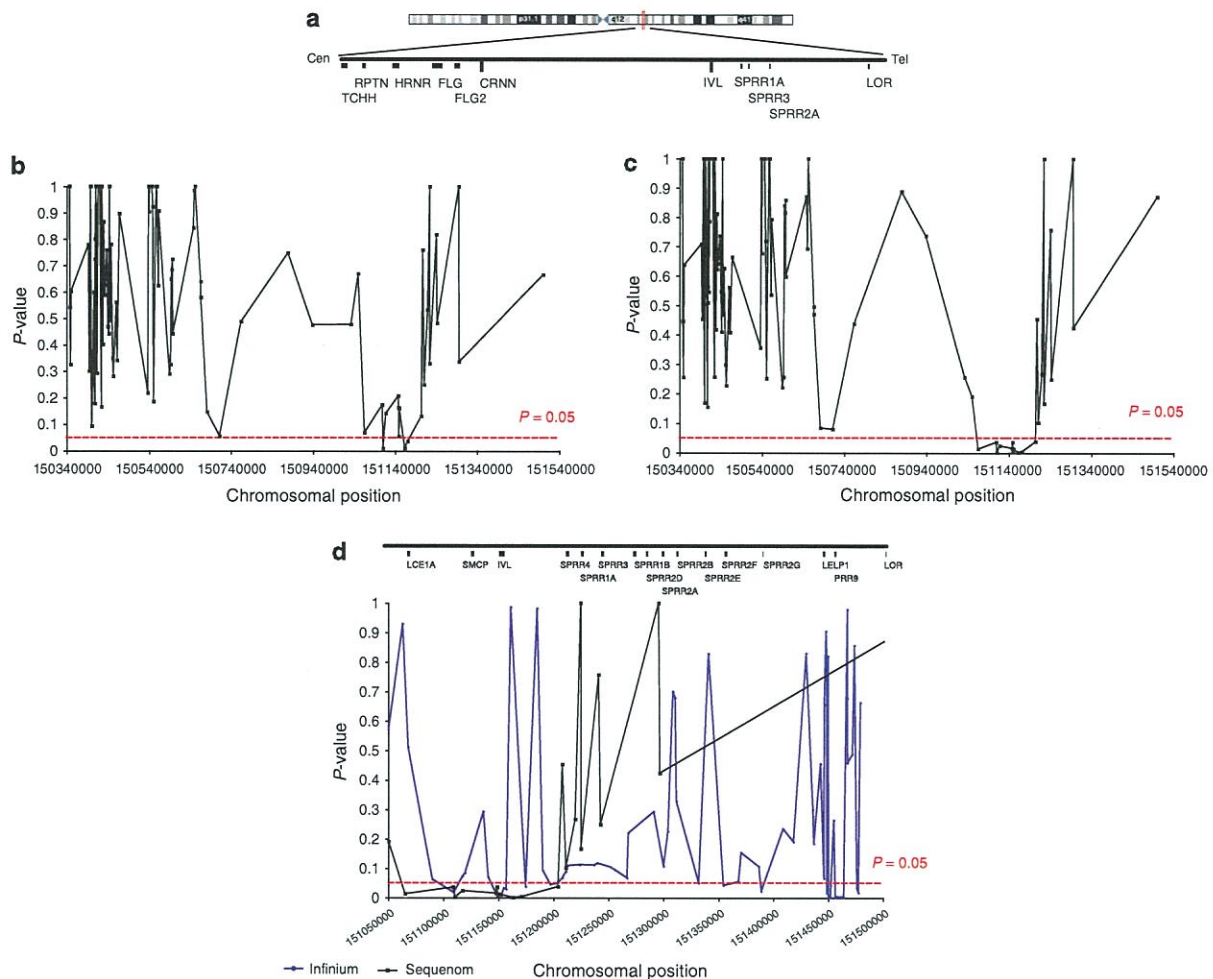 a
p31.1 q12 q41
Cen Tel
RPTN HRNR FLG CRNN IVL SPRR1A LOR
TCHH FLG2 SPRR3
SPRR2A
b
1
0.9
0.8
0.7
0.6
0.5
0.4
0.3
0.2
0.1
0
P-value
P = 0.05
150340000 150540000 150740000 150940000 151140000 151340000 151540000
Chromosomal position
c
1
0.9
0.8
0.7
0.6
0.5
0.4
0.3
0.2
0.1
0
P-value
P = 0.05
150340000 150540000 150740000 150940000 151140000 151340000 151540000
Chromosomal position
d
LCE1A SMCP IVL SPRR4 SPRR3 SPRR1B SPRR2B SPRR2F SPRR2G LELP1 LOR
SPRR1A SPRR2D SPRR2E PRR9
SPRR2A
1
0.9
0.8
0.7
0.6
0.5
0.4
0.3
0.2
0.1
0
P-value
P = 0.05
151050000 151100000 151150000 151200000 151250000 151300000 151350000 151400000 151450000 151500000
Infinium Sequenom Chromosomal position